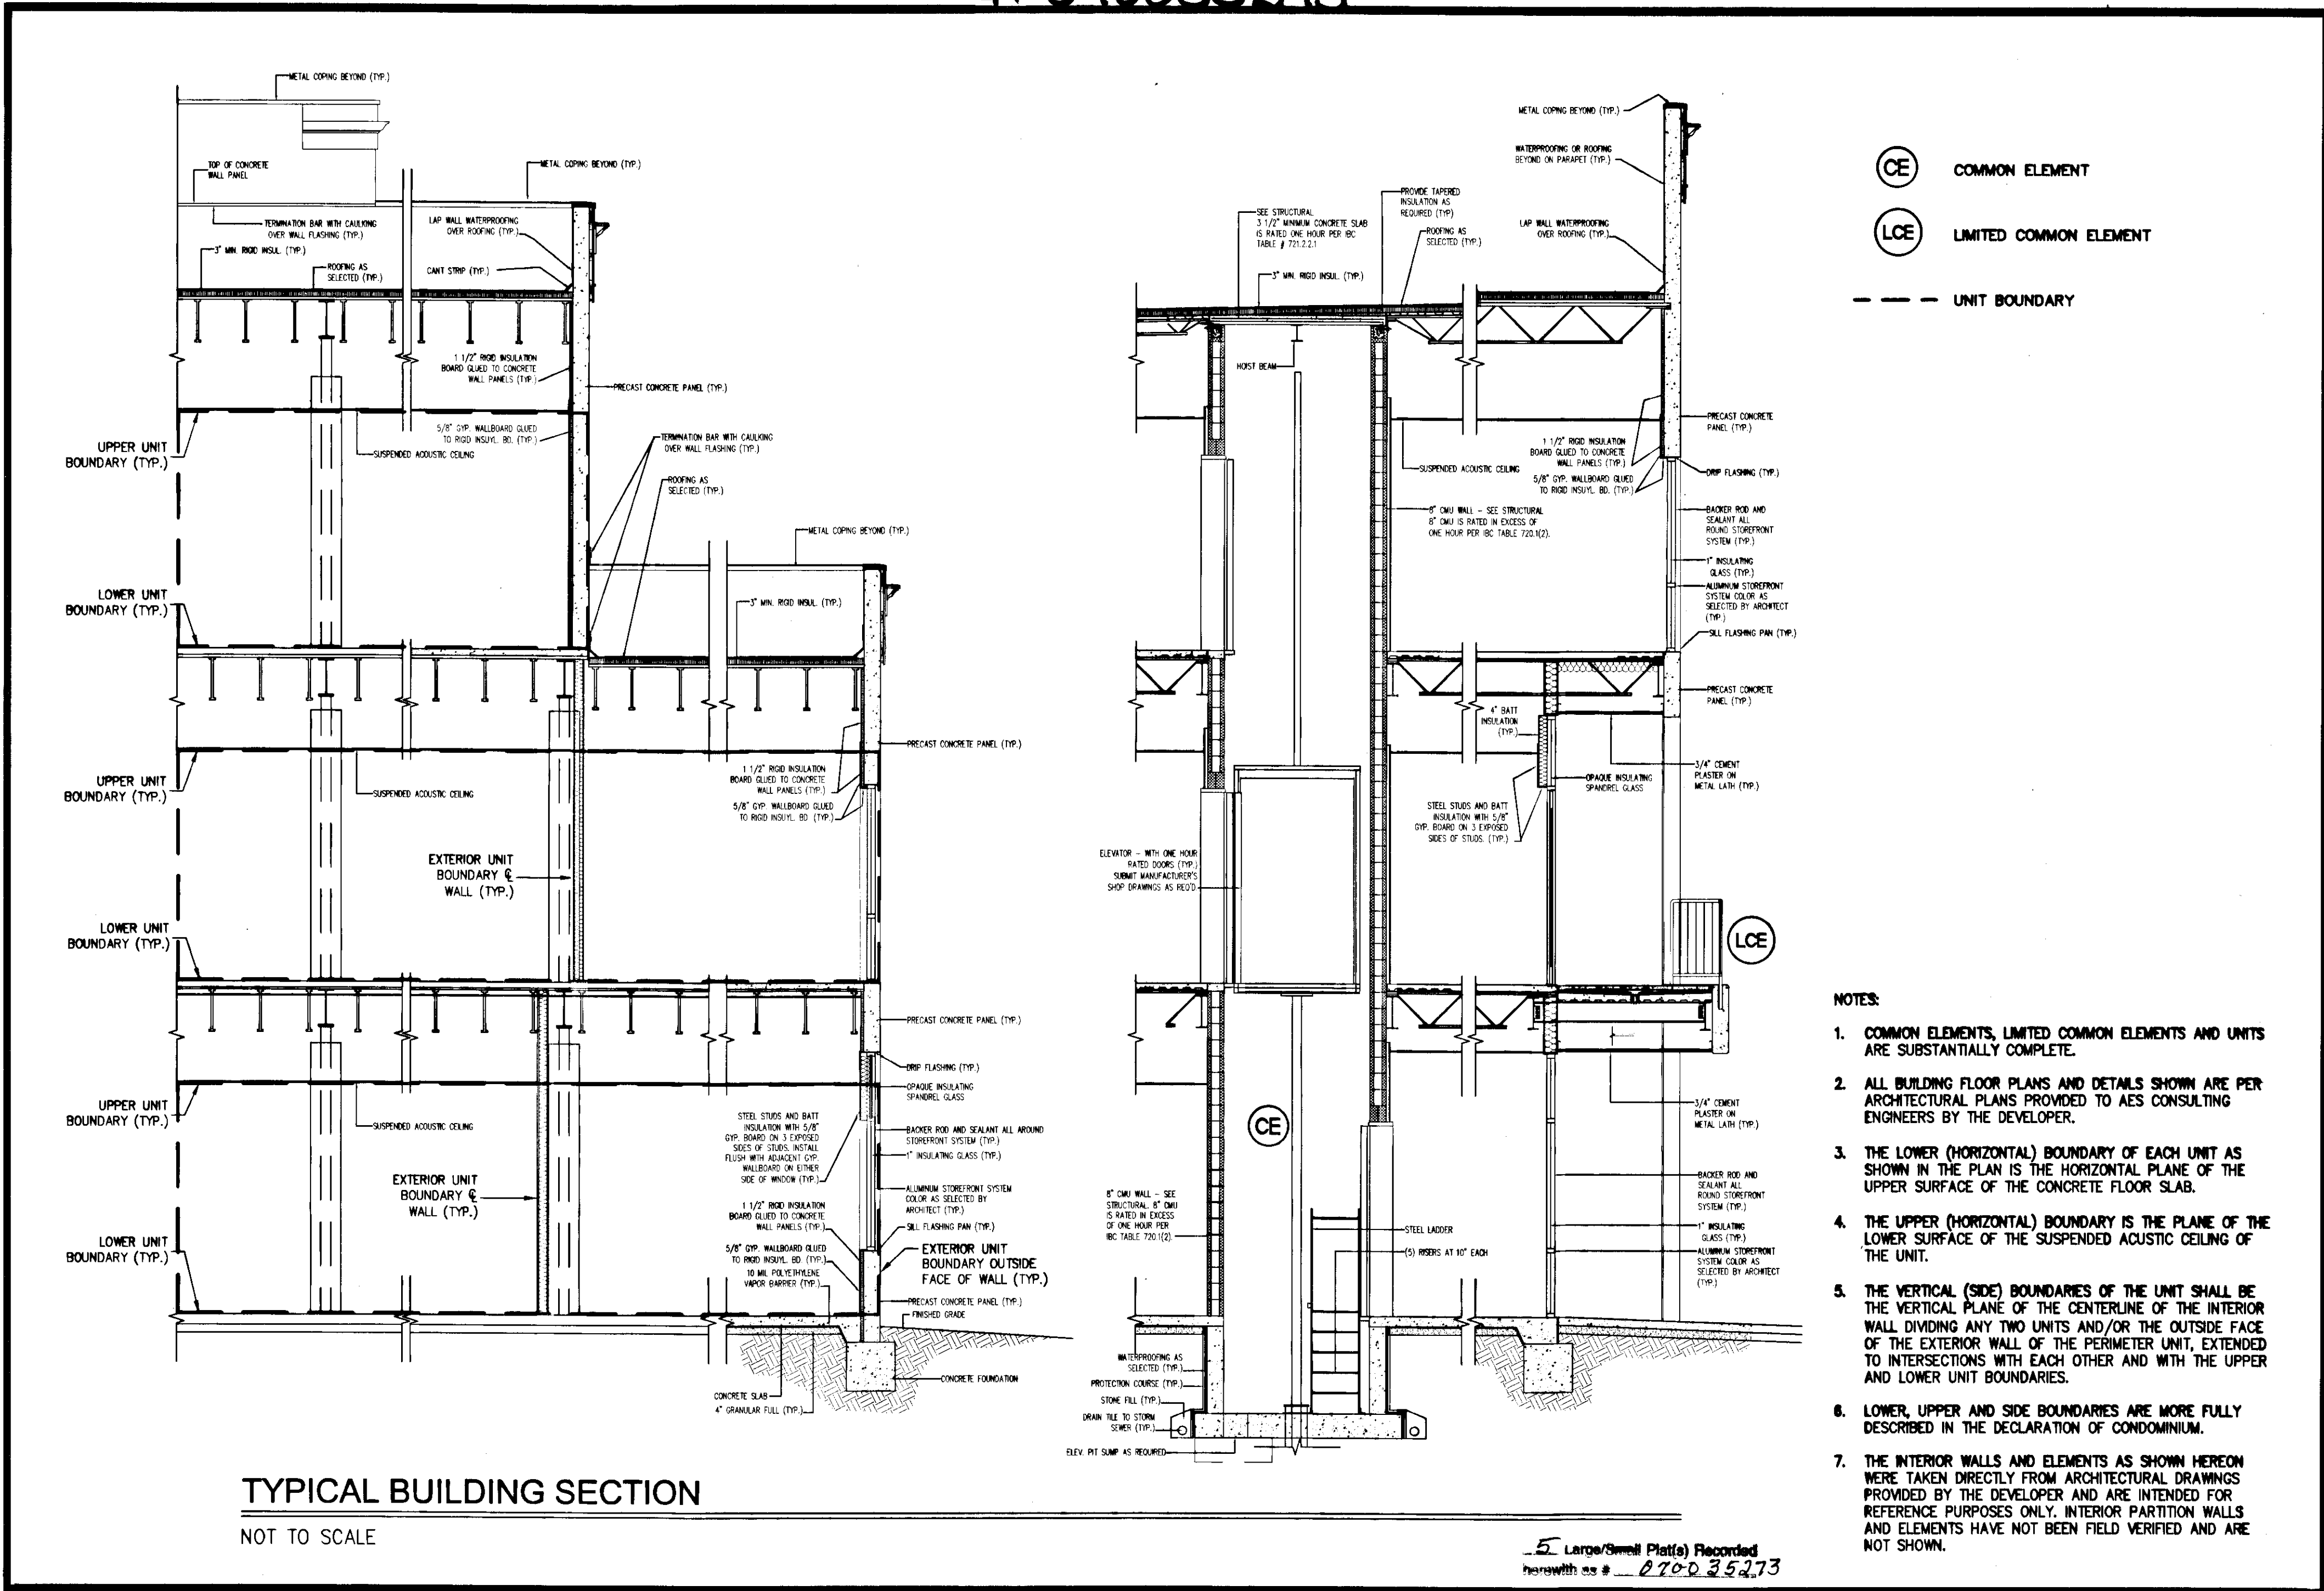 METAL COPING BEYOND (TYP.)
TOP OF CONCRETE
WALL PANEL
METAL COPING BEYOND (TYP.)
TERMINATION BAR WITH CAULKING
OVER WALL FLASHING (TYP.)
LAP WALL WATERPROOFING
OVER ROOFING (TYP.)
3" MIN. RIGID INSUL. (TYP.)
ROOFING AS
SELECTED (TYP.)
CANT STRIP (TYP.)
1 1/2" RIGID INSULATION
BOARD GLUED TO CONCRETE
WALL PANELS (TYP.)
PRECAST CONCRETE PANEL (TYP.)
5/8" GYP. WALLBOARD GLUED
TO RIGID INSUYL. BD. (TYP.)
UPPER UNIT
BOUNDARY (TYP.)
SUSPENDED ACOUSTIC CEILING
TERMINATION BAR WITH CAULKING
OVER WALL FLASHING (TYP.)
ROOFING AS
SELECTED (TYP.)
METAL COPING BEYOND (TYP.)
LOWER UNIT
BOUNDARY (TYP.)
3" MIN. RIGID INSUL. (TYP.)
PRECAST CONCRETE PANEL (TYP.)
UPPER UNIT
BOUNDARY (TYP.)
SUSPENDED ACOUSTIC CEILING
1 1/2" RIGID INSULATION
BOARD GLUED TO CONCRETE
WALL PANELS (TYP.)
5/8" GYP. WALLBOARD GLUED
TO RIGID INSUYL. BD (TYP.)
EXTERIOR UNIT
BOUNDARY ℄
WALL (TYP.)
LOWER UNIT
BOUNDARY (TYP.)
PRECAST CONCRETE PANEL (TYP.)
DRIP FLASHING (TYP.)
OPAQUE INSULATING
SPANDREL GLASS
UPPER UNIT
BOUNDARY (TYP.)
SUSPENDED ACOUSTIC CEILING
STEEL STUDS AND BATT
INSULATION WITH 5/8"
GYP. BOARD ON 3 EXPOSED
SIDES OF STUDS. INSTALL
FLUSH WITH ADJACENT GYP.
WALLBOARD ON EITHER
SIDE OF WINDOW (TYP.)
BACKER ROD AND SEALANT ALL AROUND
STOREFRONT SYSTEM (TYP.)
1" INSULATING GLASS (TYP.)
EXTERIOR UNIT
BOUNDARY ℄
WALL (TYP.)
ALUMINUM STOREFRONT SYSTEM
COLOR AS SELECTED BY
ARCHITECT (TYP.)
1 1/2" RIGID INSULATION
BOARD GLUED TO CONCRETE
WALL PANELS (TYP.)
SILL FLASHING PAN (TYP.)
LOWER UNIT
BOUNDARY (TYP.)
5/8" GYP. WALLBOARD GLUED
TO RIGID INSUYL. BD. (TYP.)
10 MIL POLYETHYLENE
VAPOR BARRIER (TYP.)
EXTERIOR UNIT
BOUNDARY OUTSIDE
FACE OF WALL (TYP.)
PRECAST CONCRETE PANEL (TYP.)
FINISHED GRADE
CONCRETE FOUNDATION
CONCRETE SLAB
4" GRANULAR FULL (TYP.)
METAL COPING BEYOND (TYP.)
WATERPROOFING OR ROOFING
BEYOND ON PARAPET (TYP.)
PROVIDE TAPERED
INSULATION AS
REQUIRED (TYP)
SEE STRUCTURAL
3 1/2" MINIMUM CONCRETE SLAB
IS RATED ONE HOUR PER IBC
TABLE # 721.2.2.1
ROOFING AS
SELECTED (TYP.)
LAP WALL WATERPROOFING
OVER ROOFING (TYP.)
3" MIN. RIGID INSUL. (TYP.)
HOIST BEAM
PRECAST CONCRETE
PANEL (TYP.)
1 1/2" RIGID INSULATION
BOARD GLUED TO CONCRETE
WALL PANELS (TYP.)
SUSPENDED ACOUSTIC CEILING
5/8" GYP. WALLBOARD GLUED
TO RIGID INSUYL. BD. (TYP.)
DRIP FLASHING (TYP.)
8" CMU WALL - SEE STRUCTURAL
8" CMU IS RATED IN EXCESS OF
ONE HOUR PER IBC TABLE 720.1(2).
BACKER ROD AND
SEALANT ALL
ROUND STOREFRONT
SYSTEM (TYP.)
1" INSULATING
GLASS (TYP.)
ALUMINUM STOREFRONT
SYSTEM COLOR AS
SELECTED BY ARCHITECT
(TYP.)
SILL FLASHING PAN (TYP.)
PRECAST CONCRETE
PANEL (TYP.)
4" BATT
INSULATION
(TYP.)
3/4" CEMENT
PLASTER ON
METAL LATH (TYP.)
OPAQUE INSULATING
SPANDREL GLASS
STEEL STUDS AND BATT
INSULATION WITH 5/8"
GYP. BOARD ON 3 EXPOSED
SIDES OF STUDS. (TYP.)
ELEVATOR - WITH ONE HOUR
RATED DOORS (TYP.)
SUBMIT MANUFACTURER'S
SHOP DRAWINGS AS REQ'D
LCE
CE
3/4" CEMENT
PLASTER ON
METAL LATH (TYP.)
BACKER ROD AND
SEALANT ALL
ROUND STOREFRONT
SYSTEM (TYP.)
8" CMU WALL - SEE
STRUCTURAL. 8" CMU
IS RATED IN EXCESS
OF ONE HOUR PER
IBC TABLE 720.1(2).
STEEL LADDER
(5) RISERS AT 10" EACH
1" INSULATING
GLASS (TYP.)
ALUMINUM STOREFRONT
SYSTEM COLOR AS
SELECTED BY ARCHITECT
(TYP.)
WATERPROOFING AS
SELECTED (TYP.)
PROTECTION COURSE (TYP.)
STONE FILL (TYP.)
DRAIN TILE TO STORM
SEWER (TYP.)
ELEV. PIT SUMP AS REQUIRED
CE COMMON ELEMENT
LCE LIMITED COMMON ELEMENT
UNIT BOUNDARY
NOTES:
1. COMMON ELEMENTS, LIMITED COMMON ELEMENTS AND UNITS
ARE SUBSTANTIALLY COMPLETE.
2. ALL BUILDING FLOOR PLANS AND DETAILS SHOWN ARE PER
ARCHITECTURAL PLANS PROVIDED TO AES CONSULTING
ENGINEERS BY THE DEVELOPER.
3. THE LOWER (HORIZONTAL) BOUNDARY OF EACH UNIT AS
SHOWN IN THE PLAN IS THE HORIZONTAL PLANE OF THE
UPPER SURFACE OF THE CONCRETE FLOOR SLAB.
4. THE UPPER (HORIZONTAL) BOUNDARY IS THE PLANE OF THE
LOWER SURFACE OF THE SUSPENDED ACUSTIC CEILING OF
THE UNIT.
5. THE VERTICAL (SIDE) BOUNDARIES OF THE UNIT SHALL BE
THE VERTICAL PLANE OF THE CENTERLINE OF THE INTERIOR
WALL DIVIDING ANY TWO UNITS AND/OR THE OUTSIDE FACE
OF THE EXTERIOR WALL OF THE PERIMETER UNIT, EXTENDED
TO INTERSECTIONS WITH EACH OTHER AND WITH THE UPPER
AND LOWER UNIT BOUNDARIES.
6. LOWER, UPPER AND SIDE BOUNDARIES ARE MORE FULLY
DESCRIBED IN THE DECLARATION OF CONDOMINIUM.
7. THE INTERIOR WALLS AND ELEMENTS AS SHOWN HEREON
WERE TAKEN DIRECTLY FROM ARCHITECTURAL DRAWINGS
PROVIDED BY THE DEVELOPER AND ARE INTENDED FOR
REFERENCE PURPOSES ONLY. INTERIOR PARTITION WALLS
AND ELEMENTS HAVE NOT BEEN FIELD VERIFIED AND ARE
NOT SHOWN.
TYPICAL BUILDING SECTION
NOT TO SCALE
5 Large/Small Plat(s) Recorded
herewith as # 070035273